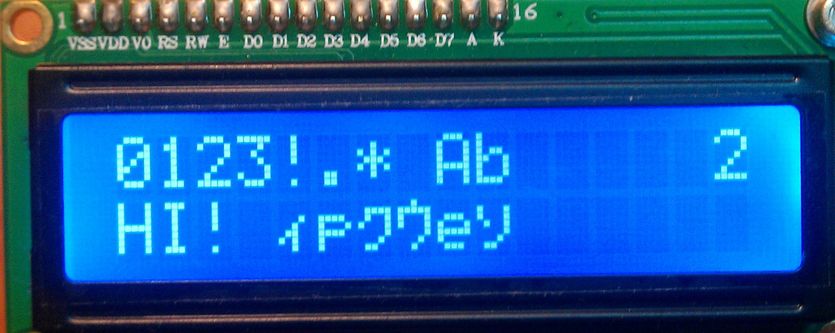 1 16
VSS VDD V0 RS RW E D0 D1 D2 D3 D4 D5 D6 D7 A K
0123!.* Ab 2
HI! ィpクウeソ